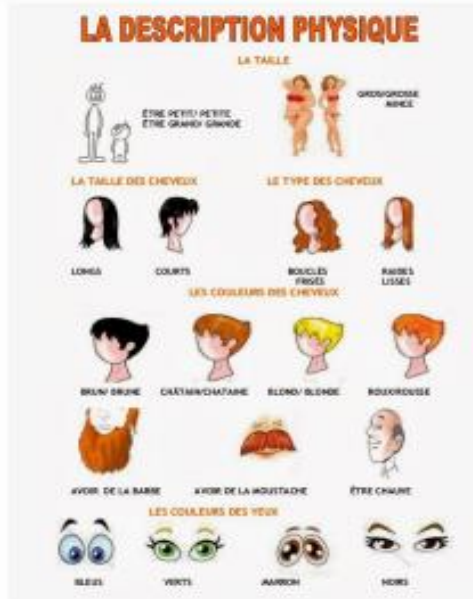 LA DESCRIPTION PHYSIQUE
LA TAILLE
ÊTRE PETIT/ PETITE
ÊTRE GRAND/ GRANDE
GROS/GROSSE
MINCE
LA TAILLE DES CHEVEUX
LE TYPE DES CHEVEUX
LONGS
COURTS
BOUCLÉS
FRISÉS
RAIDES
LISSES
LES COULEURS DES CHEVEUX
BRUN/ BRUNE
CHÂTAIN/CHATAINE
BLOND/ BLONDE
ROUX/ROUSSE
AVOIR DE LA BARBE
AVOIR DE LA MOUSTACHE
ÊTRE CHAUVE
LES COULEURS DES YEUX
BLEUS
VERTS
MARRON
NOIRS